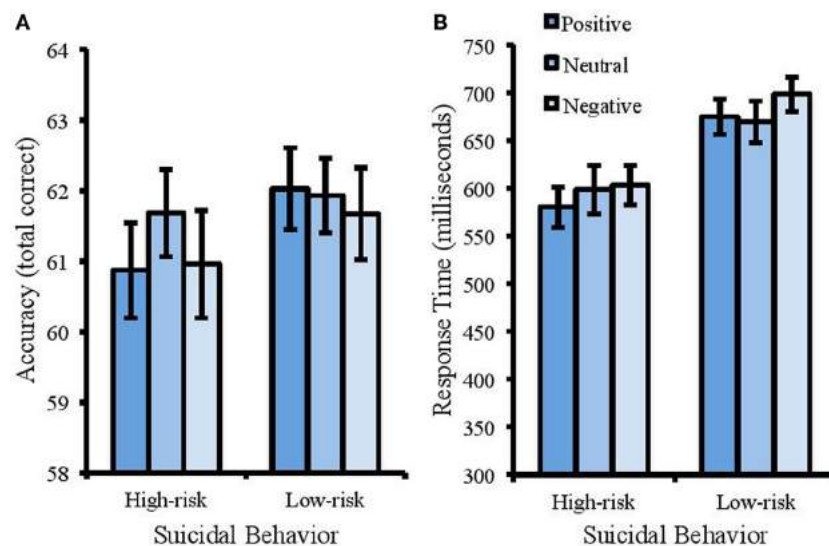 A
Accuracy (total correct)
64
63
62
61
60
59
58
High-risk
Low-risk
Suicidal Behavior
B
Positive
Neutral
Negative
Response Time (milliseconds)
750
700
650
600
550
500
450
400
350
300
High-risk
Low-risk
Suicidal Behavior